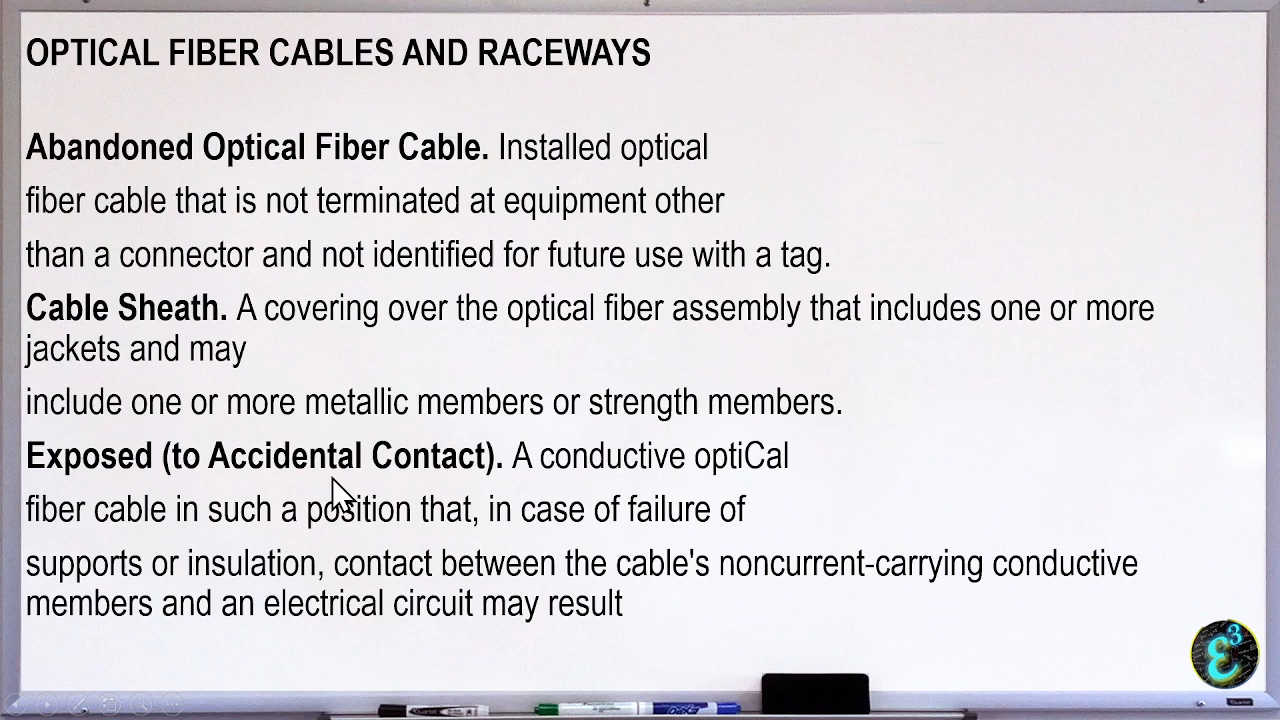 OPTICAL FIBER CABLES AND RACEWAYS
Abandoned Optical Fiber Cable. Installed optical
fiber cable that is not terminated at equipment other
than a connector and not identified for future use with a tag.
Cable Sheath. A covering over the optical fiber assembly that includes one or more
jackets and may
include one or more metallic members or strength members.
Exposed (to Accidental Contact). A conductive optiCal
fiber cable in such a position that, in case of failure of
supports or insulation, contact between the cable's noncurrent-carrying conductive
members and an electrical circuit may result
ε3